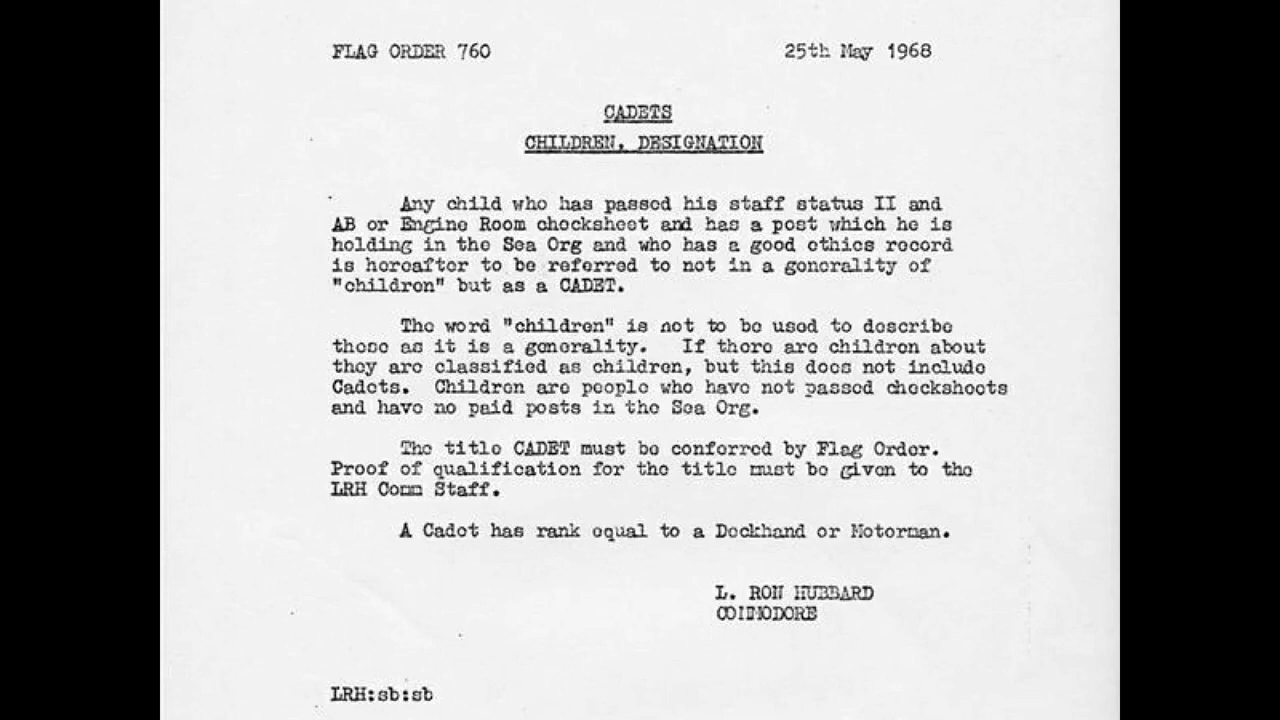 FLAG ORDER 760 25th May 1968
CADETS
CHILDREN, DESIGNATION
Any child who has passed his staff status II and
AB or Engine Room checksheet and has a post which he is
holding in the Sea Org and who has a good ethics record
is hereafter to be referred to not in a generality of
"children" but as a CADET.
The word "children" is not to be used to describe
these as it is a generality. If there are children about
they are classified as children, but this does not include
Cadets. Children are people who have not passed checksheets
and have no paid posts in the Sea Org.
The title CADET must be conferred by Flag Order.
Proof of qualification for the title must be given to the
LRH Comm Staff.
A Cadet has rank equal to a Deckhand or Motorman.
L. RON HUBBARD
COMMODORE
LRH:sb:sb